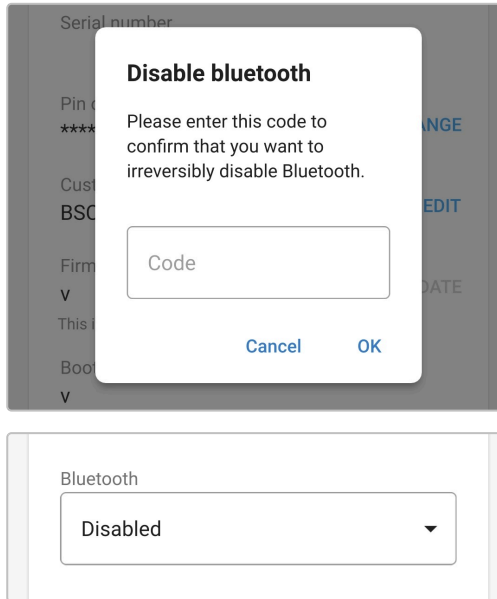 Serial number
Disable bluetooth
Please enter this code to
confirm that you want to
irreversibly disable Bluetooth.
Pin
****
ANGE
Cust
BSC
EDIT
Code
Firm
v
DATE
This i
Cancel
OK
Boot
v
Bluetooth
Disabled